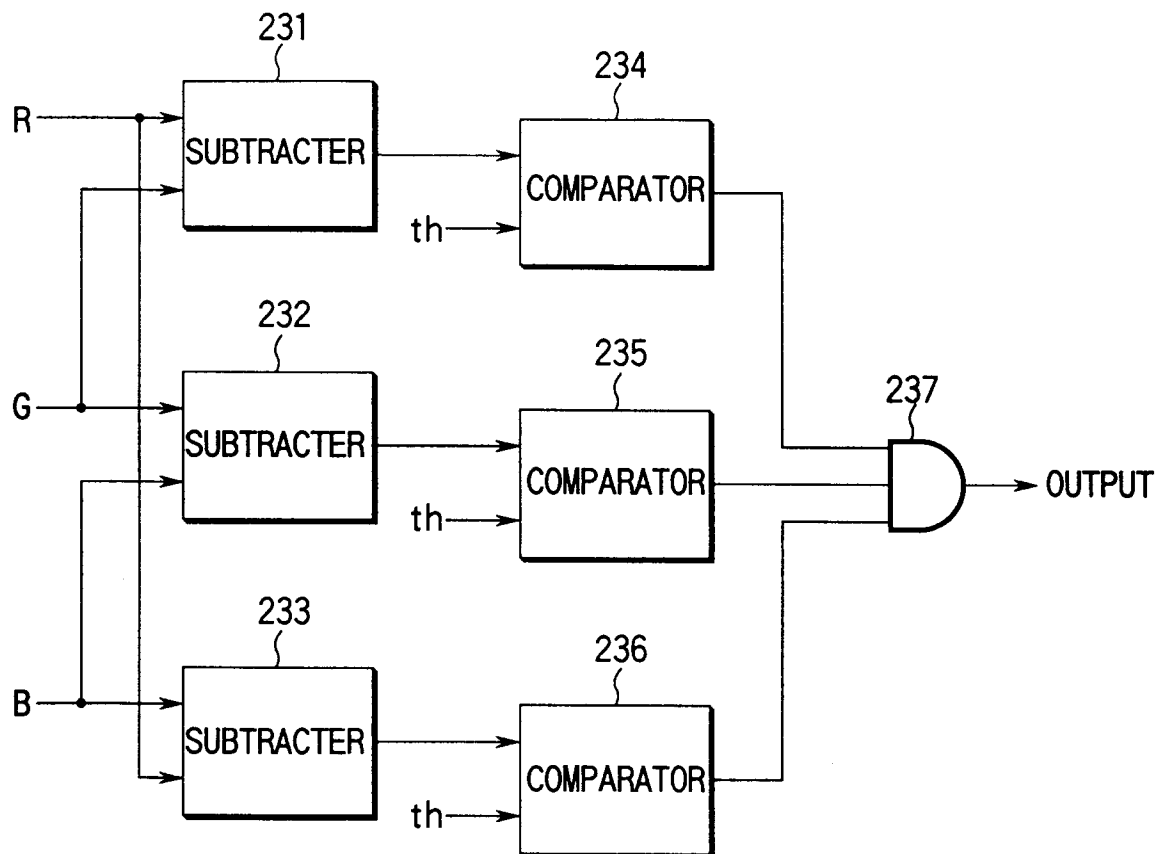 231
234
R
SUBTRACTER
COMPARATOR
th
232
235
237
G
SUBTRACTER
COMPARATOR
OUTPUT
th
233
236
B
SUBTRACTER
COMPARATOR
th